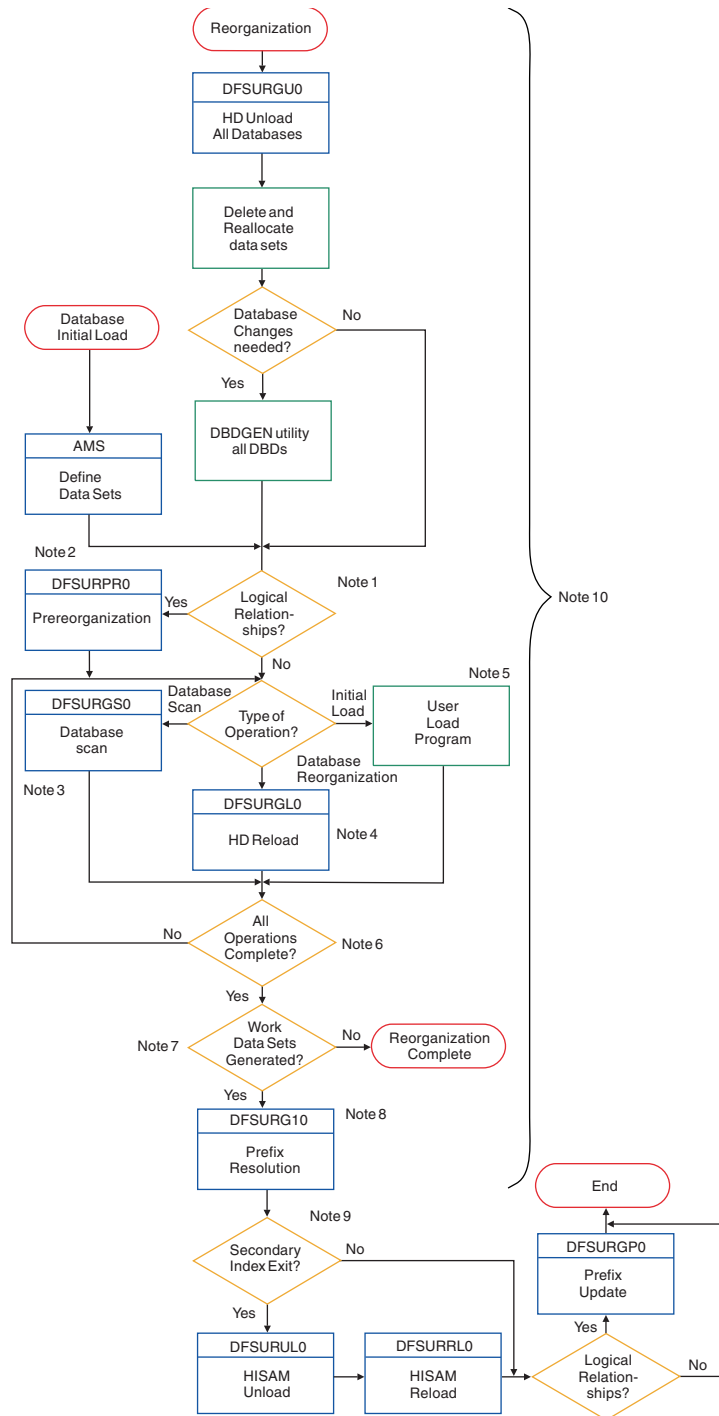 Reorganization
DFSURGU0
HD Unload
All Databases
Delete and
Reallocate
data sets
Database
Initial Load
Database
Changes
needed?
No
Yes
AMS
Define
Data Sets
DBDGEN utility
all DBDs
Note 2
Note 1
DFSURPR0
Prereorganization
Yes
Logical
Relation-
ships?
Note 10
No
Note 5
DFSURGS0
Database
scan
Database
Scan
Type of
Operation?
Initial
Load
User
Load
Program
Database
Reorganization
Note 3
DFSURGL0
HD Reload
Note 4
All
Operations
Complete?
No
Note 6
Yes
Note 7
Work
Data Sets
Generated?
No
Reorganization
Complete
Yes
Note 8
DFSURG10
Prefix
Resolution
End
Note 9
Secondary
Index Exit?
No
DFSURGP0
Prefix
Update
Yes
Yes
DFSURUL0
HISAM
Unload
DFSURRL0
HISAM
Reload
Logical
Relation-
ships?
No